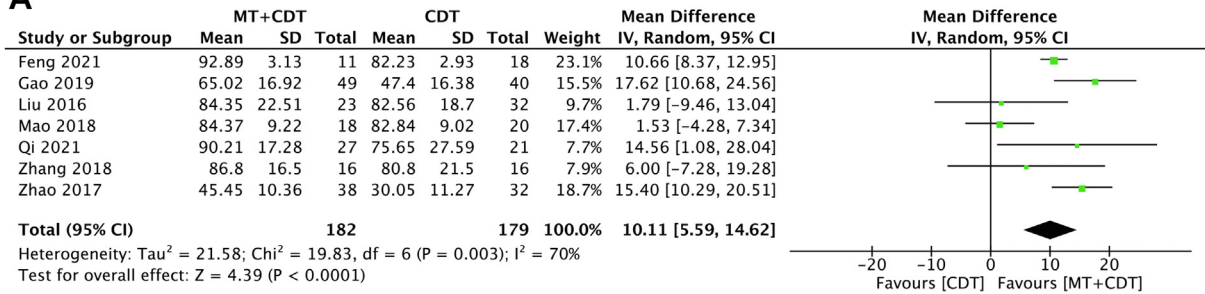 A
MT+CDT CDT Mean Difference Mean Difference
Study or Subgroup Mean SD Total Mean SD Total Weight IV, Random, 95% CI IV, Random, 95% CI
Feng 2021 92.89 3.13 11 82.23 2.93 18 23.1% 10.66 [8.37, 12.95]
Gao 2019 65.02 16.92 49 47.4 16.38 40 15.5% 17.62 [10.68, 24.56]
Liu 2016 84.35 22.51 23 82.56 18.7 32 9.7% 1.79 [−9.46, 13.04]
Mao 2018 84.37 9.22 18 82.84 9.02 20 17.4% 1.53 [−4.28, 7.34]
Qi 2021 90.21 17.28 27 75.65 27.59 21 7.7% 14.56 [1.08, 28.04]
Zhang 2018 86.8 16.5 16 80.8 21.5 16 7.9% 6.00 [−7.28, 19.28]
Zhao 2017 45.45 10.36 38 30.05 11.27 32 18.7% 15.40 [10.29, 20.51]
Total (95% CI) 182 179 100.0% 10.11 [5.59, 14.62]
Heterogeneity: Tau² = 21.58; Chi² = 19.83, df = 6 (P = 0.003); I² = 70%
Test for overall effect: Z = 4.39 (P < 0.0001)
−20 −10 0 10 20
Favours [CDT] Favours [MT+CDT]